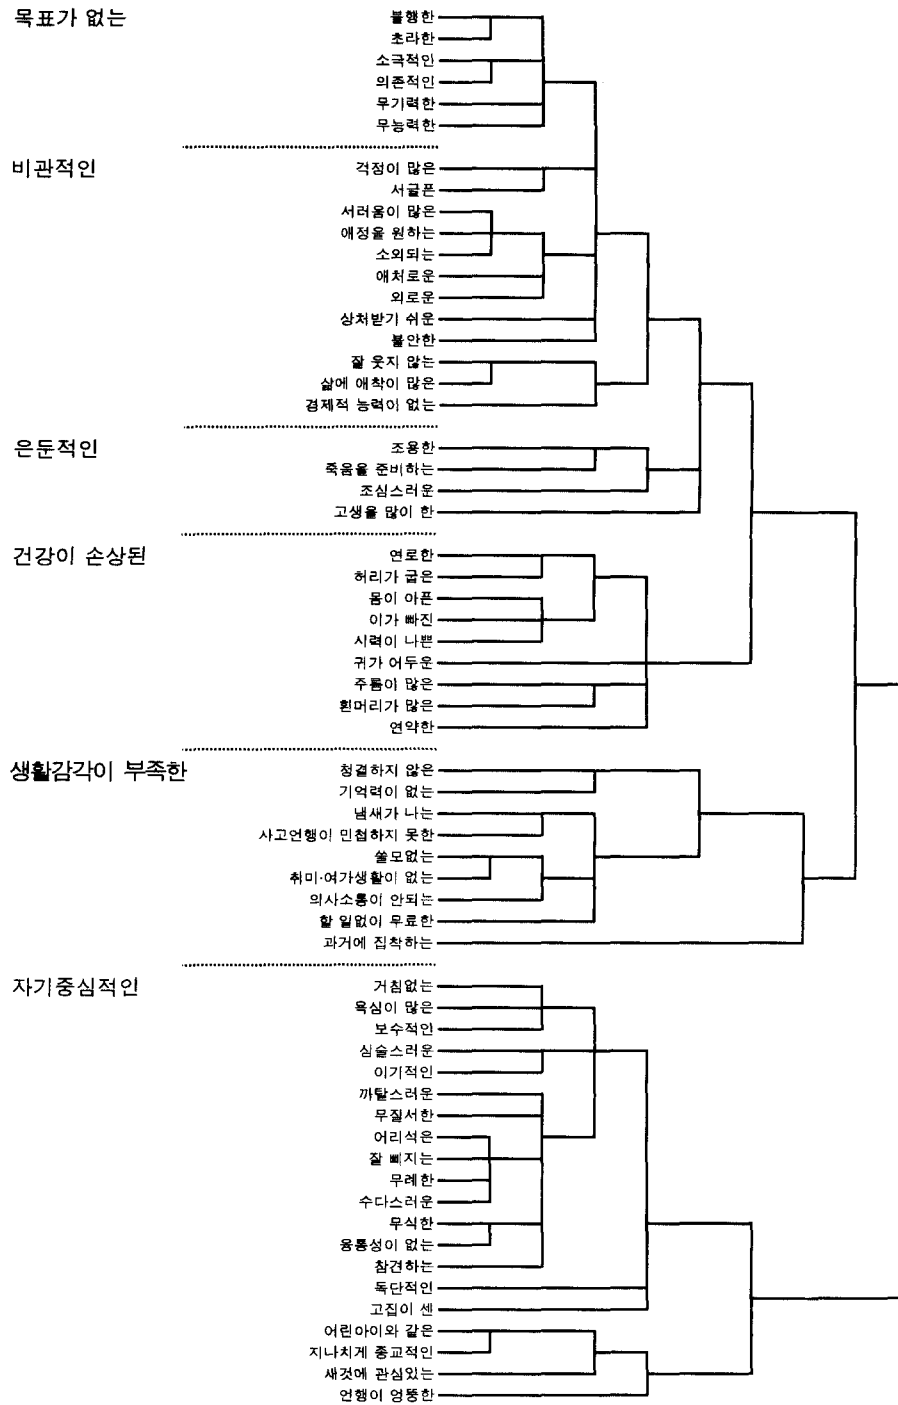 목표가 없는
불행한
초라한
소극적인
의존적인
무기력한
무능력한
비관적인
걱정이 많은
서글픈
서러움이 많은
애정을 원하는
소외되는
애처로운
외로운
상처받기 쉬운
불안한
잘 웃지 않는
삶에 애착이 많은
경제적 능력이 없는
은둔적인
조용한
죽음을 준비하는
조심스러운
고생을 많이 한
건강이 손상된
연로한
허리가 굽은
몸이 아픈
이가 빠진
시력이 나쁜
귀가 어두운
주름이 많은
흰머리가 많은
연약한
생활감각이 부족한
청결하지 않은
기억력이 없는
냄새가 나는
사고언행이 민첩하지 못한
쓸모없는
취미·여가생활이 없는
의사소통이 안되는
할 일없이 무료한
과거에 집착하는
자기중심적인
거침없는
욕심이 많은
보수적인
심술스러운
이기적인
까탈스러운
무질서한
어리석은
잘 삐지는
무례한
수다스러운
무식한
융통성이 없는
참견하는
독단적인
고집이 센
어린아이와 같은
지나치게 종교적인
새것에 관심있는
언행이 엉뚱한